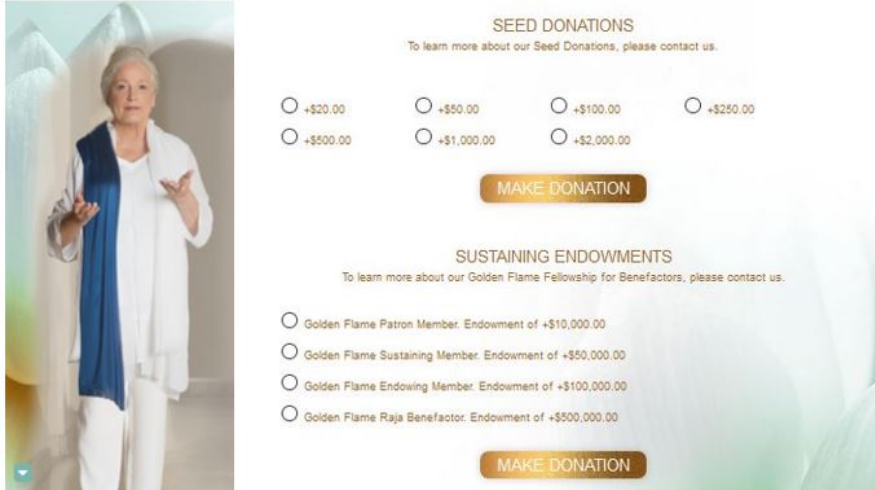 SEED DONATIONS
To learn more about our Seed Donations, please contact us.
+$20.00 +$50.00 +$100.00 +$250.00
+$500.00 +$1,000.00 +$2,000.00
MAKE DONATION
SUSTAINING ENDOWMENTS
To learn more about our Golden Flame Fellowship for Benefactors, please contact us.
Golden Flame Patron Member. Endowment of +$10,000.00
Golden Flame Sustaining Member. Endowment of +$50,000.00
Golden Flame Endowing Member. Endowment of +$100,000.00
Golden Flame Raja Benefactor. Endowment of +$500,000.00
MAKE DONATION